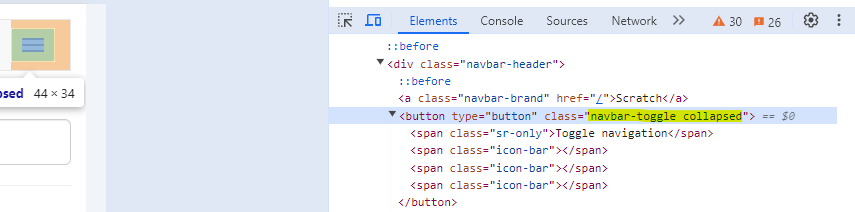 Elements Console Sources Network 30 26
::before
<div class="navbar-header">
::before
<a class="navbar-brand" href="/">Scratch</a>
<button type="button" class="navbar-toggle collapsed"> == $0
<span class="sr-only">Toggle navigation</span>
<span class="icon-bar"></span>
<span class="icon-bar"></span>
<span class="icon-bar"></span>
</button>
psed 44 × 34